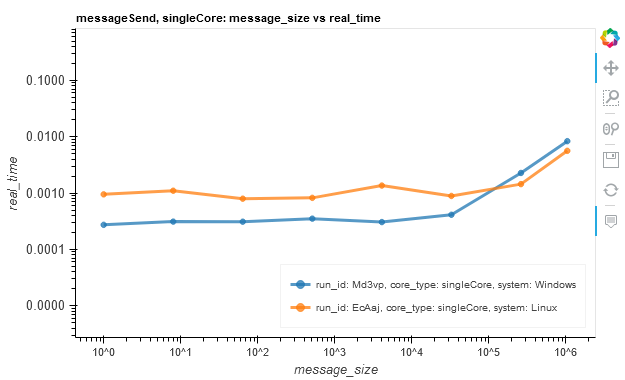 messageSend, singleCore: message_size vs real_time
real_time
0.1000
0.0100
0.0010
0.0001
0.0000
run_id: Md3vp, core_type: singleCore, system: Windows
run_id: EcAaj, core_type: singleCore, system: Linux
10^0 10^1 10^2 10^3 10^4 10^5 10^6
message_size